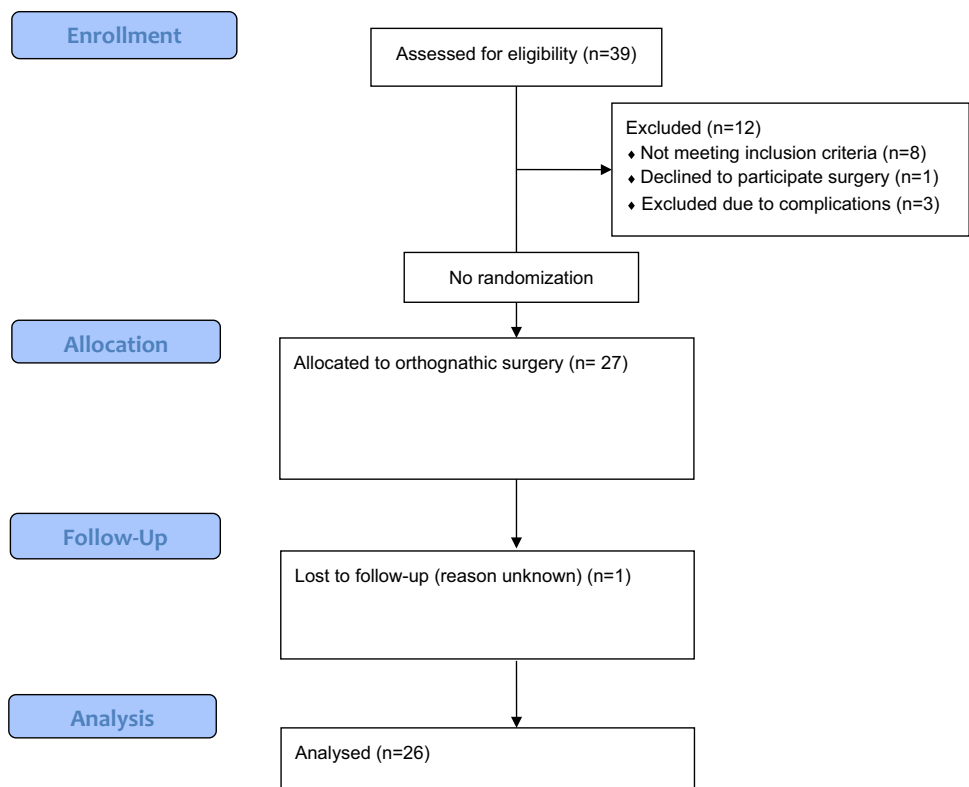 Enrollment
Assessed for eligibility (n=39)
Excluded (n=12)
♦ Not meeting inclusion criteria (n=8)
♦ Declined to participate surgery (n=1)
♦ Excluded due to complications (n=3)
No randomization
Allocation
Allocated to orthognathic surgery (n= 27)
Follow-Up
Lost to follow-up (reason unknown) (n=1)
Analysis
Analysed (n=26)